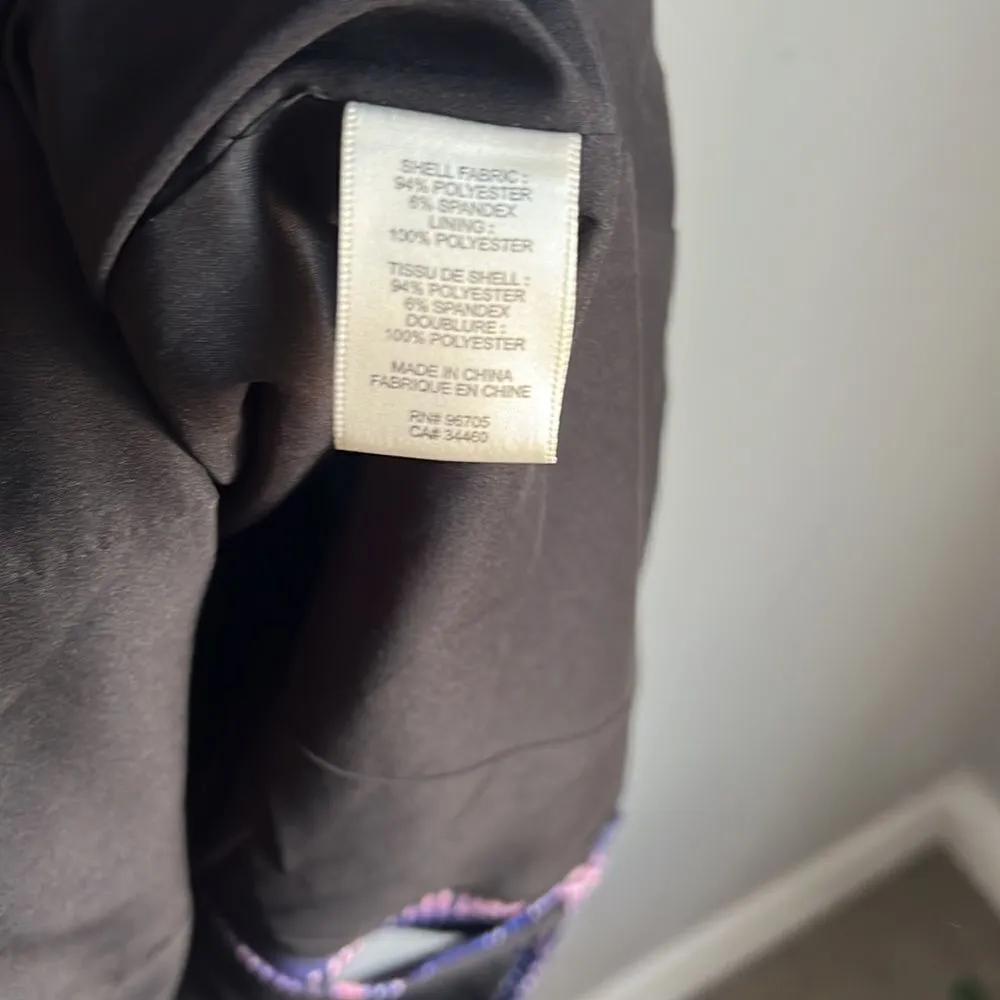 SHELL FABRIC :
94% POLYESTER
6% SPANDEX
LINING :
100% POLYESTER
TISSU DE SHELL :
94% POLYESTER
6% SPANDEX
DOUBLURE :
100% POLYESTER
MADE IN CHINA
FABRIQUE EN CHINE
RN# 96705
CA# 34460